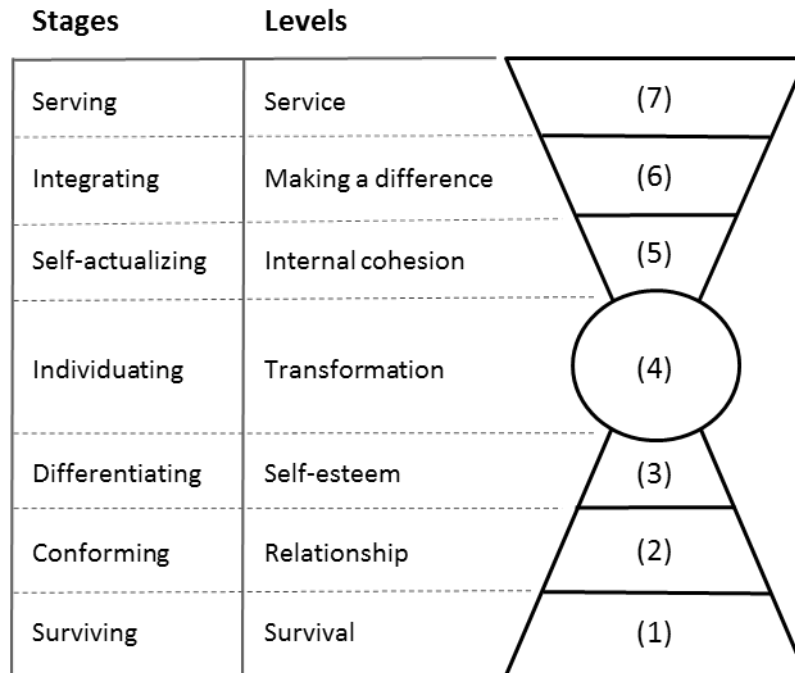 Stages Levels
Serving Service (7)
Integrating Making a difference (6)
Self-actualizing Internal cohesion (5)
Individuating Transformation (4)
Differentiating Self-esteem (3)
Conforming Relationship (2)
Surviving Survival (1)